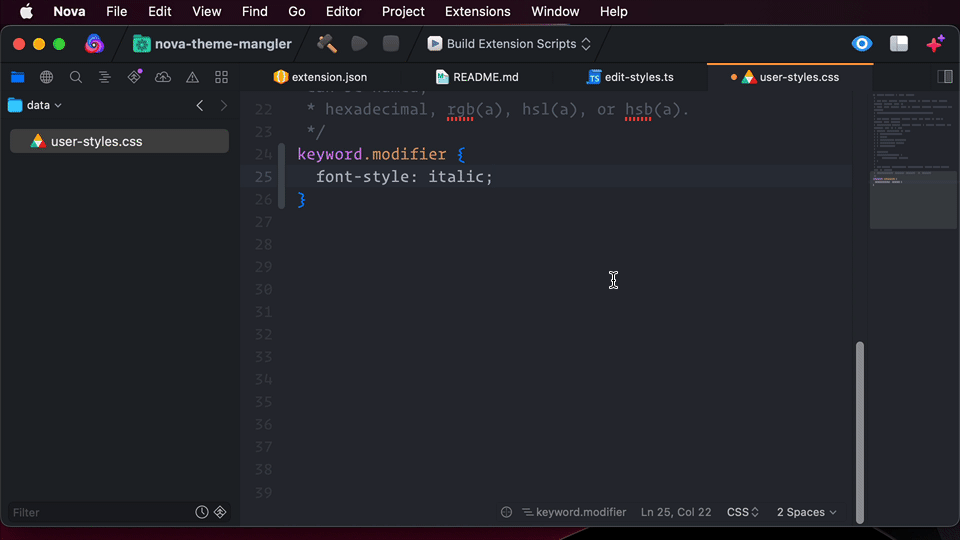 Nova File Edit View Find Go Editor Project Extensions Window Help
nova-theme-mangler Build Extension Scripts
extension.json README.md TS edit-styles.ts user-styles.css
data
user-styles.css
22 * hexadecimal, rgb(a), hsl(a), or hsb(a).
23 */
24 keyword.modifier {
25 font-style: italic;
26 }
27
28
29
30
31
32
33
34
35
36
37
38
39
Filter keyword.modifier Ln 25, Col 22 CSS 2 Spaces